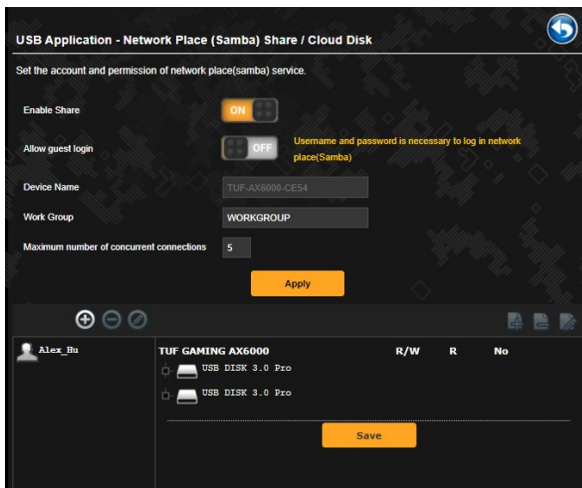 USB Application - Network Place (Samba) Share / Cloud Disk
Set the account and permission of network place(samba) service.
Enable Share ON
Allow guest login OFF Username and password is necessary to log in network
place(Samba)
Device Name TUF-AX6000-CE54
Work Group WORKGROUP
Maximum number of concurrent connections 5
Apply
Alex_Hu TUF GAMING AX6000 R/W R No
USB DISK 3.0 Pro
USB DISK 3.0 Pro
Save